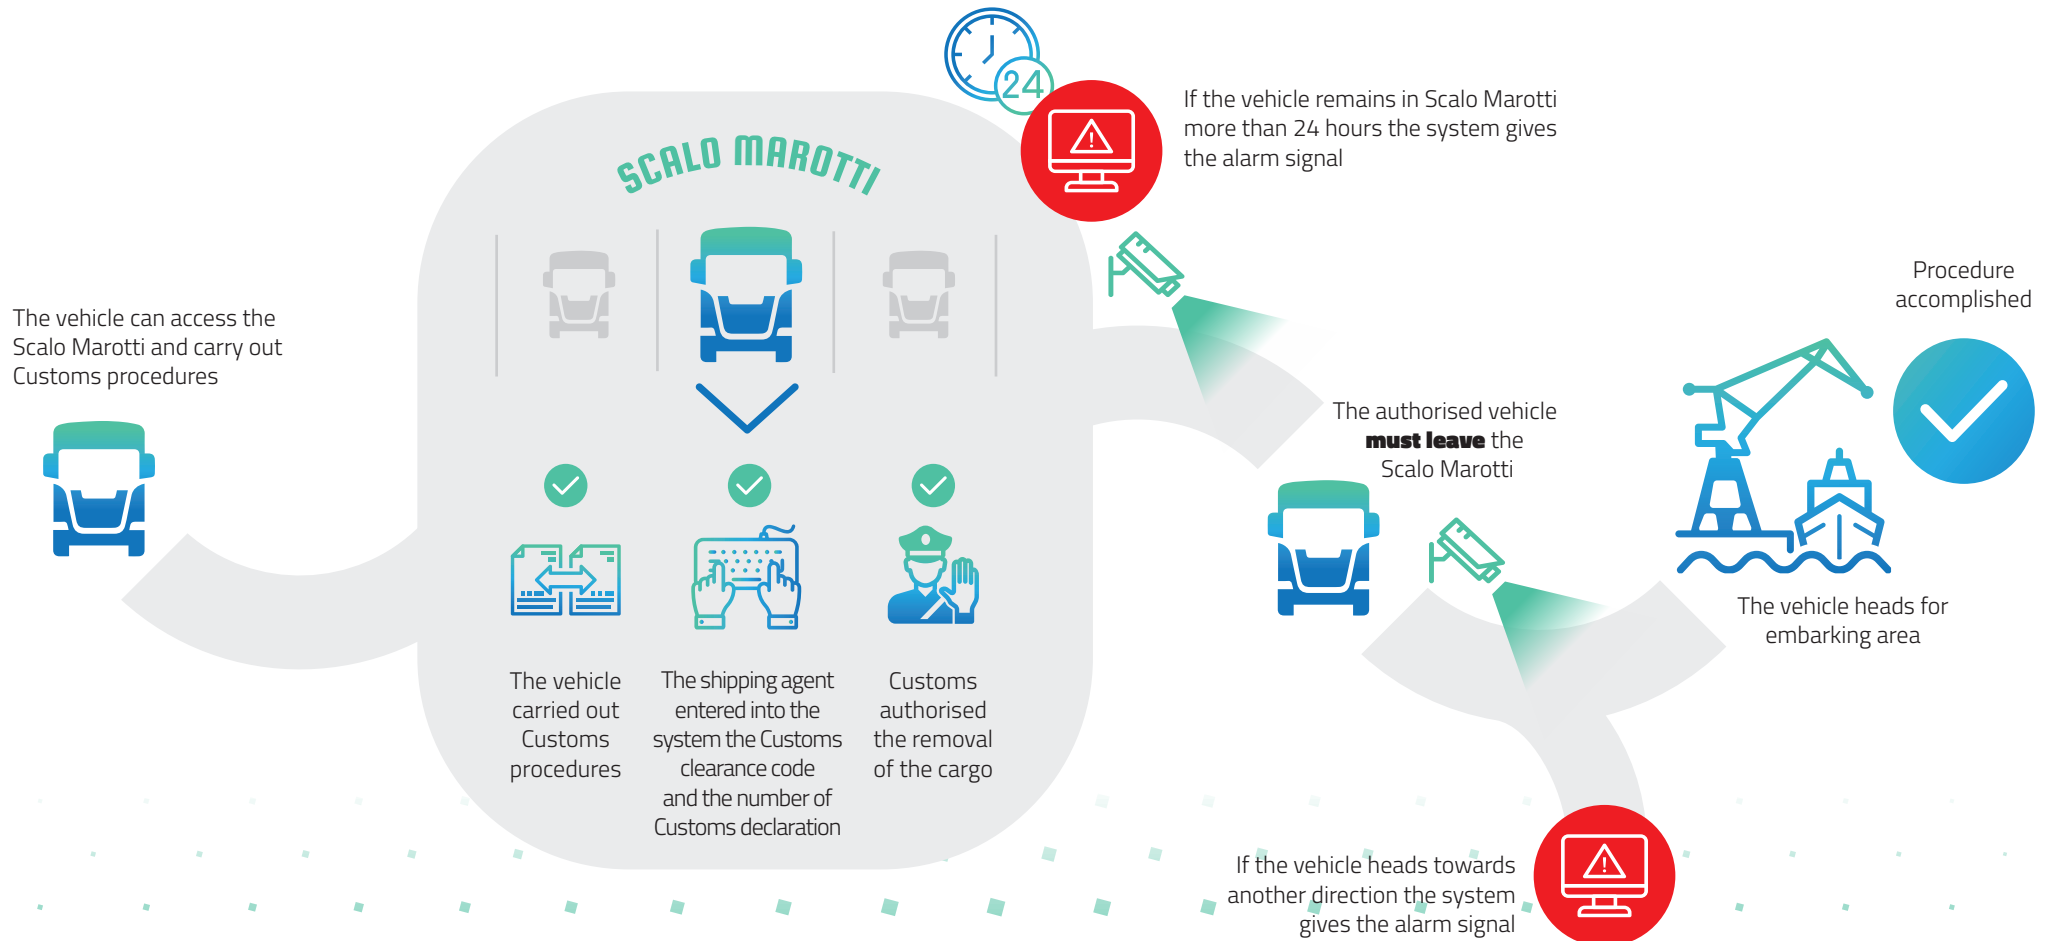 The vehicle can access the
Scalo Marotti and carry out
Customs procedures
SCALO MAROTTI
The vehicle
carried out
Customs
procedures
The shipping agent
entered into the
system the Customs
clearance code
and the number of
Customs declaration
Customs
authorised
the removal
of the cargo
24
If the vehicle remains in Scalo Marotti
more than 24 hours the system gives
the alarm signal
The authorised vehicle
must leave the
Scalo Marotti
If the vehicle heads towards
another direction the system
gives the alarm signal
The vehicle heads for
embarking area
Procedure
accomplished